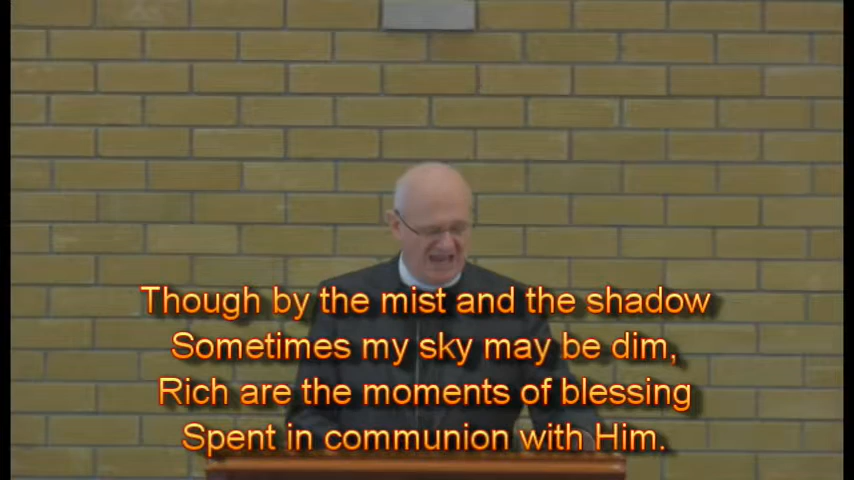 Though by the mist and the shadow
Sometimes my sky may be dim,
Rich are the moments of blessing
Spent in communion with Him.